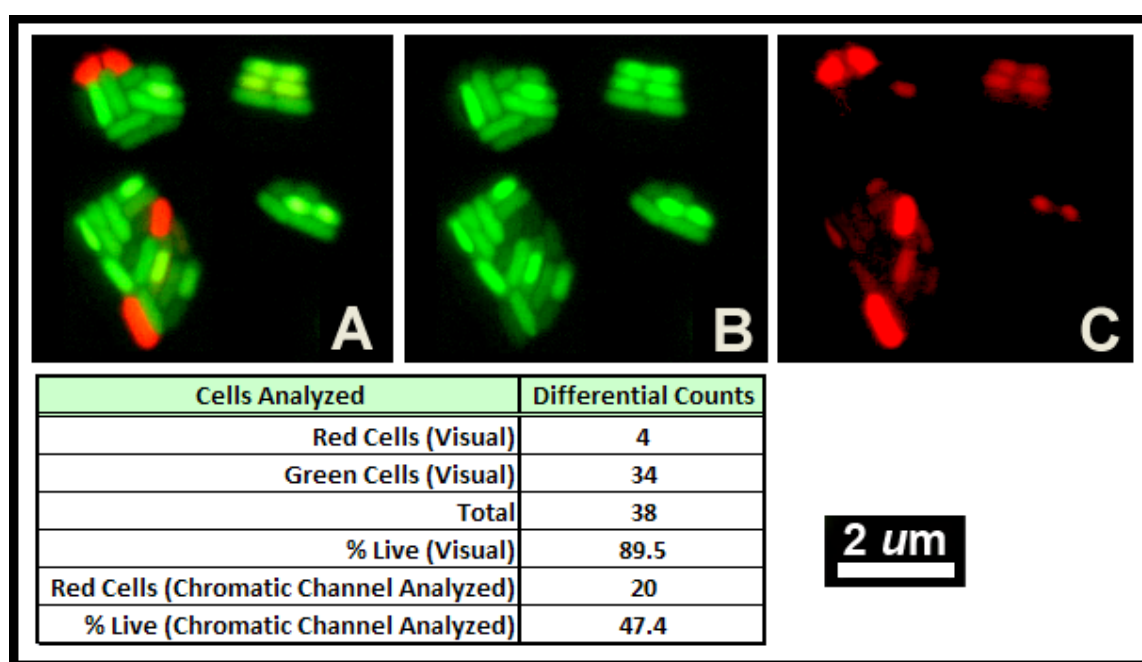 A
B
C
Cells Analyzed Differential Counts
Red Cells (Visual) 4
Green Cells (Visual) 34
Total 38
% Live (Visual) 89.5
Red Cells (Chromatic Channel Analyzed) 20
% Live (Chromatic Channel Analyzed) 47.4
2 um